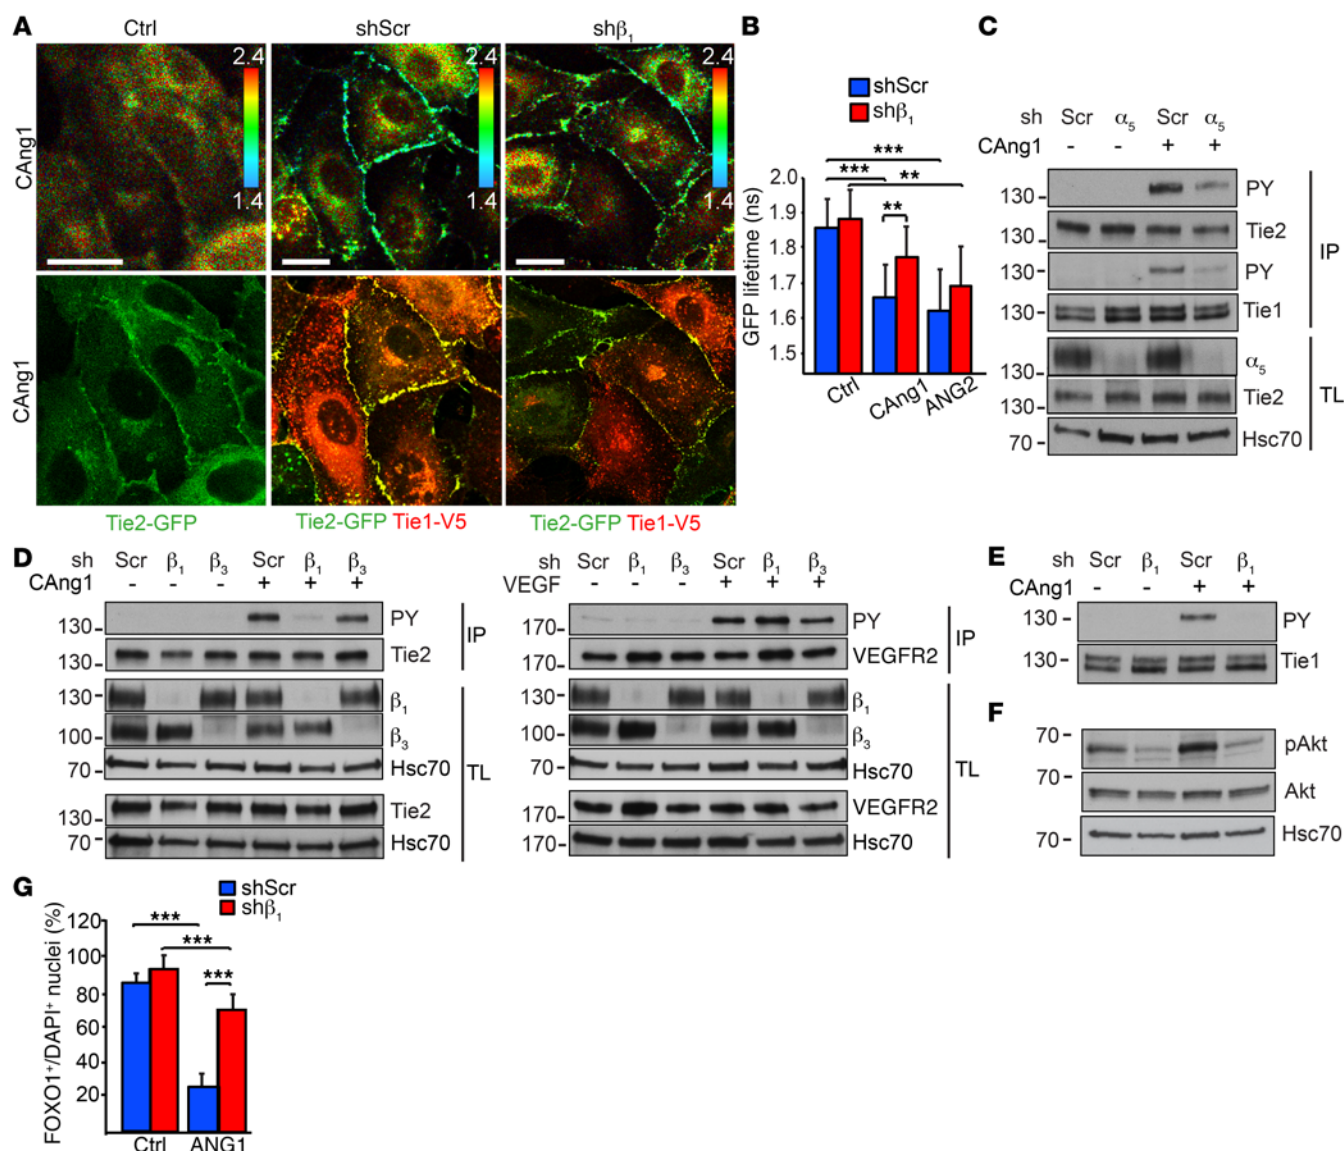 A
Ctrl
shScr
shβ1
CAng1
2.4
1.4
2.4
1.4
2.4
1.4
CAng1
Tie2-GFP
Tie2-GFP Tie1-V5
Tie2-GFP Tie1-V5
B
shScr
shβ1
***
***
**
**
GFP lifetime (ns)
2.0
1.9
1.8
1.7
1.6
1.5
Ctrl
CAng1
ANG2
C
sh Scr α5 Scr α5
CAng1 - - + +
130 PY
130 Tie2
130 PY
130 Tie1
IP
130 α5
130 Tie2
70 Hsc70
TL
D
sh Scr β1 β3 Scr β1 β3
CAng1 - - - + + +
130 PY
130 Tie2
IP
130 β1
100 β3
70 Hsc70
130 Tie2
70 Hsc70
TL
sh Scr β1 β3 Scr β1 β3
VEGF - - - + + +
170 PY
170 VEGFR2
IP
130 β1
100 β3
70 Hsc70
170 VEGFR2
170 Hsc70
TL
E
sh Scr β1 Scr β1
CAng1 - - + +
130 PY
130 Tie1
F
70 pAkt
70 Akt
70 Hsc70
G
shScr
shβ1
***
***
***
FOXO1+/DAPI+ nuclei (%)
120
100
80
60
40
20
Ctrl
ANG1